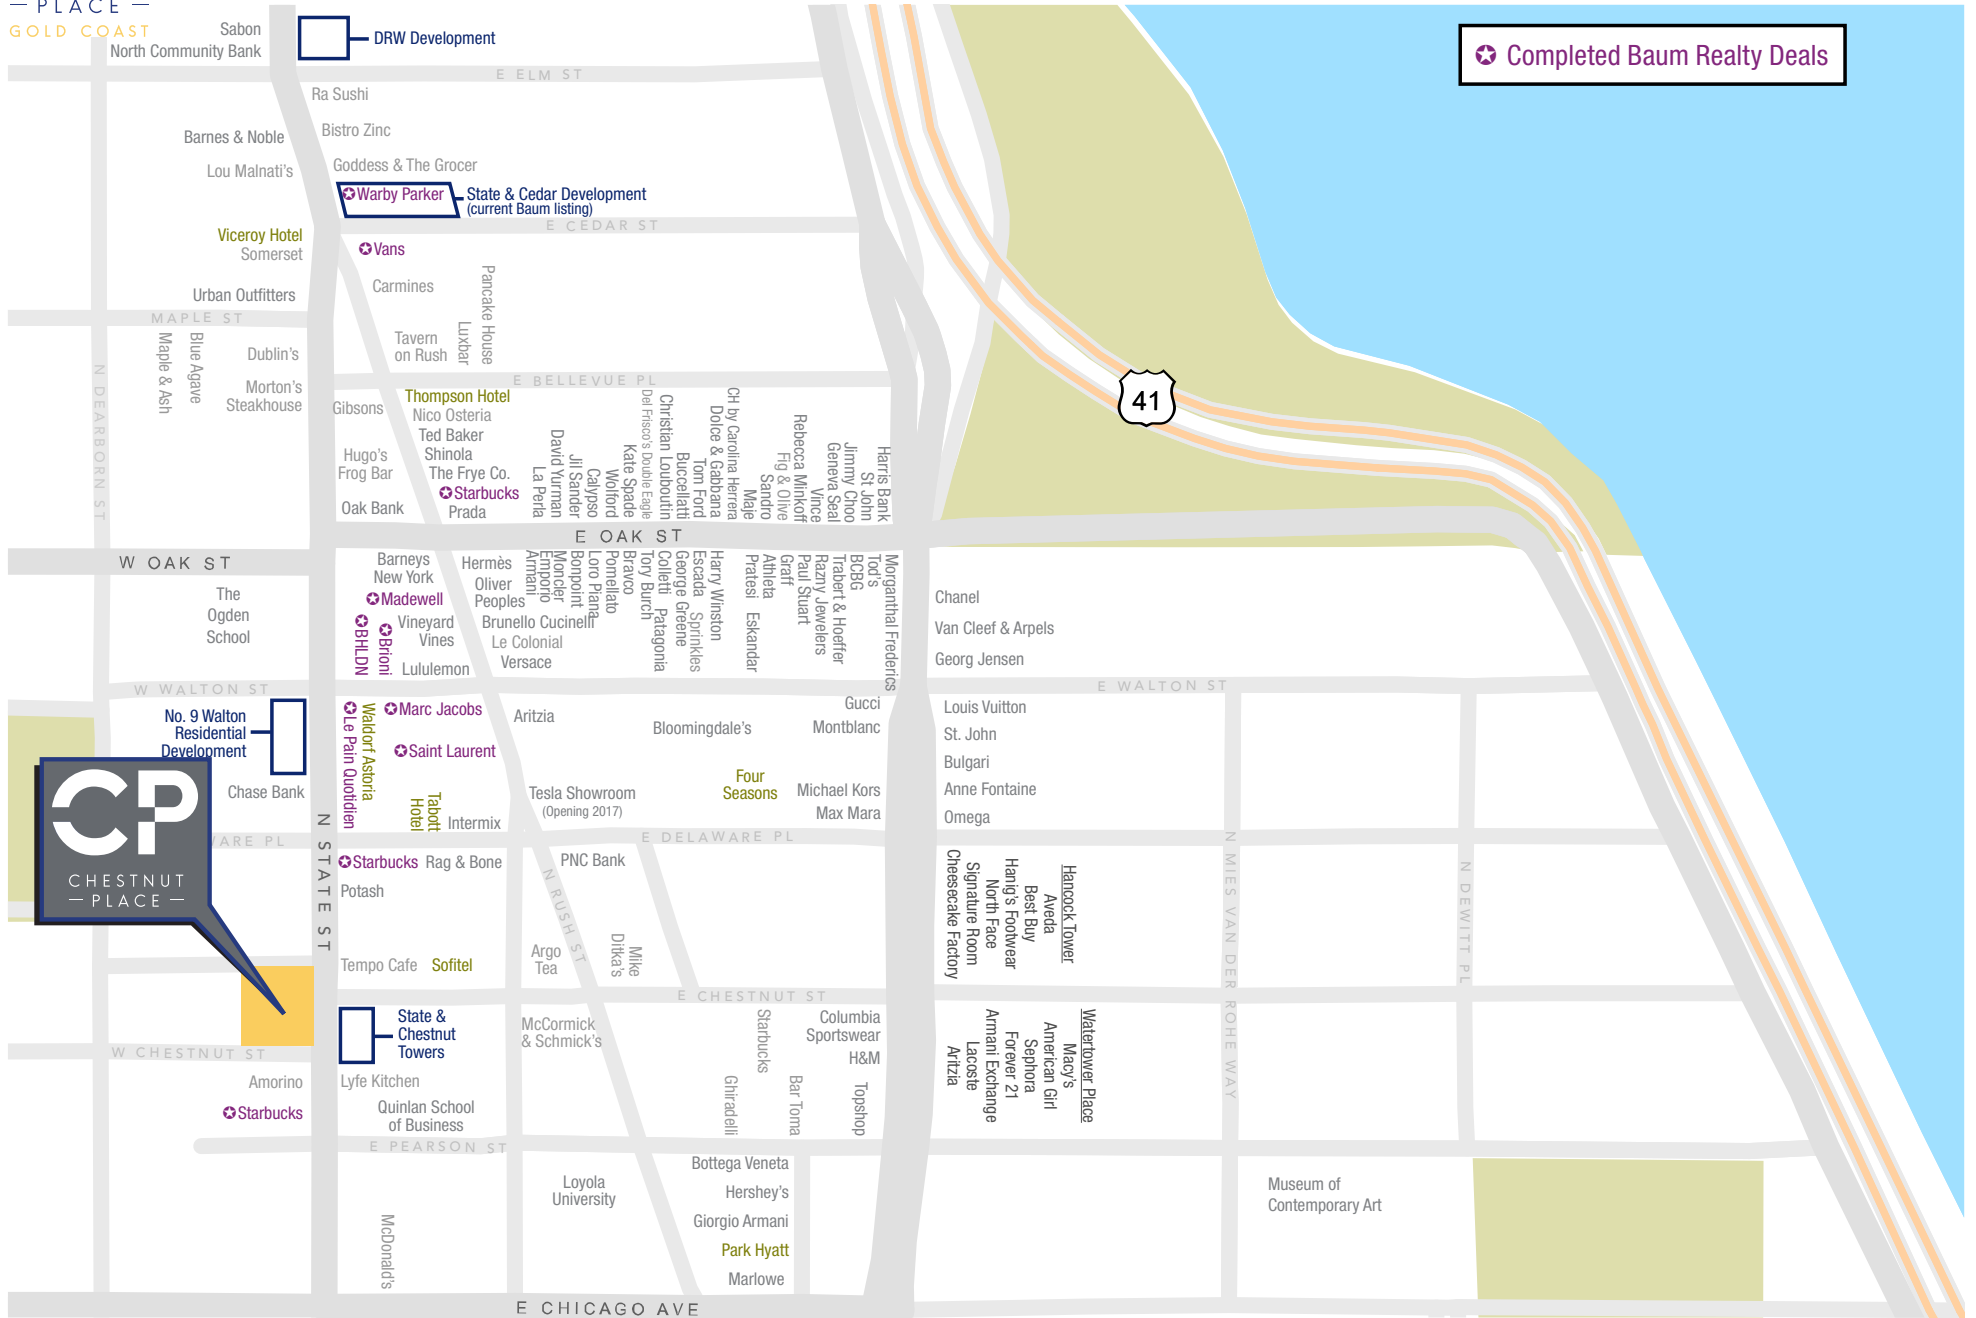 — PLACE —
GOLD COAST
Completed Baum Realty Deals
Sabon
North Community Bank
DRW Development
E ELM ST
Ra Sushi
Bistro Zinc
Barnes & Noble
Goddess & The Grocer
Lou Malnati's
Warby Parker
State & Cedar Development
(current Baum listing)
E CEDAR ST
Viceroy Hotel
Somerset
Vans
Carmines
Pancake House
Urban Outfitters
MAPLE ST
Luxbar
Tavern
on Rush
Maple & Ash
Blue Agave
Dublin's
Morton's
Steakhouse
N DEARBORN ST
E BELLEVUE PL
41
Gibsons
Thompson Hotel
Nico Osteria
Ted Baker
Shinola
The Frye Co.
Starbucks
Prada
Hugo's
Frog Bar
Oak Bank
La Perla
David Yurman
Jil Sander
Calypso
Wolford
Kate Spade
Del Frisco's Double Eagle
Christian Louboutin
Buccellatti
Tom Ford
Dolce & Gabbana
CH by Carolina Herrera
Maje
Sandro
Fig & Olive
Rebecca Minkoff
Vince
Geneva Seal
Jimmy Choo
St John
Harris Bank
E OAK ST
W OAK ST
The
Ogden
School
Barneys
New York
Madewell
BHLDN
Brioni
Vineyard
Vines
Lululemon
Hermès
Oliver
Peoples
Brunello Cucinelli
Le Colonial
Versace
Armani
Emporio
Moncler
Bonpoint
Loro Piana
Pomellato
Bravco
Tory Burch
Colletti
Patagonia
George Greene
Escada
Sprinkles
Harry Winston
Pratesi
Eskandar
Athleta
Graff
Paul Stuart
Razny Jewelers
Trabert & Hoeffer
BCBG
Tod's
Morganthal Frederics
Chanel
Van Cleef & Arpels
Georg Jensen
W WALTON ST
E WALTON ST
No. 9 Walton
Residential
Development
Chase Bank
Le Pain Quotidien
Waldorf Astoria
Marc Jacobs
Saint Laurent
Tabott
Hotel
Intermix
Aritzia
Bloomingdale's
Gucci
Montblanc
Tesla Showroom
(Opening 2017)
Four
Seasons
Michael Kors
Max Mara
Louis Vuitton
St. John
Bulgari
Anne Fontaine
Omega
CP
CHESTNUT
— PLACE —
WARE PL
E DELAWARE PL
N STATE ST
Starbucks
Rag & Bone
Potash
PNC Bank
N RUSH ST
Tempo Cafe
Sofitel
Argo
Tea
Mike
Ditka's
Cheesecake Factory
Signature Room
North Face
Hanig's Footwear
Best Buy
Aveda
Hancock Tower
N MIES VAN DER ROHE WAY
N DEWITT PL
E CHESTNUT ST
W CHESTNUT ST
State &
Chestnut
Towers
McCormick
& Schmick's
Starbucks
Columbia
Sportswear
H&M
Ghiradelli
Bar Toma
Topshop
Aritzia
Lacoste
Armani Exchange
Forever 21
Sephora
American Girl
Macy's
Watertower Place
Amorino
Starbucks
Lyfe Kitchen
Quinlan School
of Business
E PEARSON ST
McDonald's
Loyola
University
Bottega Veneta
Hershey's
Giorgio Armani
Park Hyatt
Marlowe
Museum of
Contemporary Art
E CHICAGO AVE